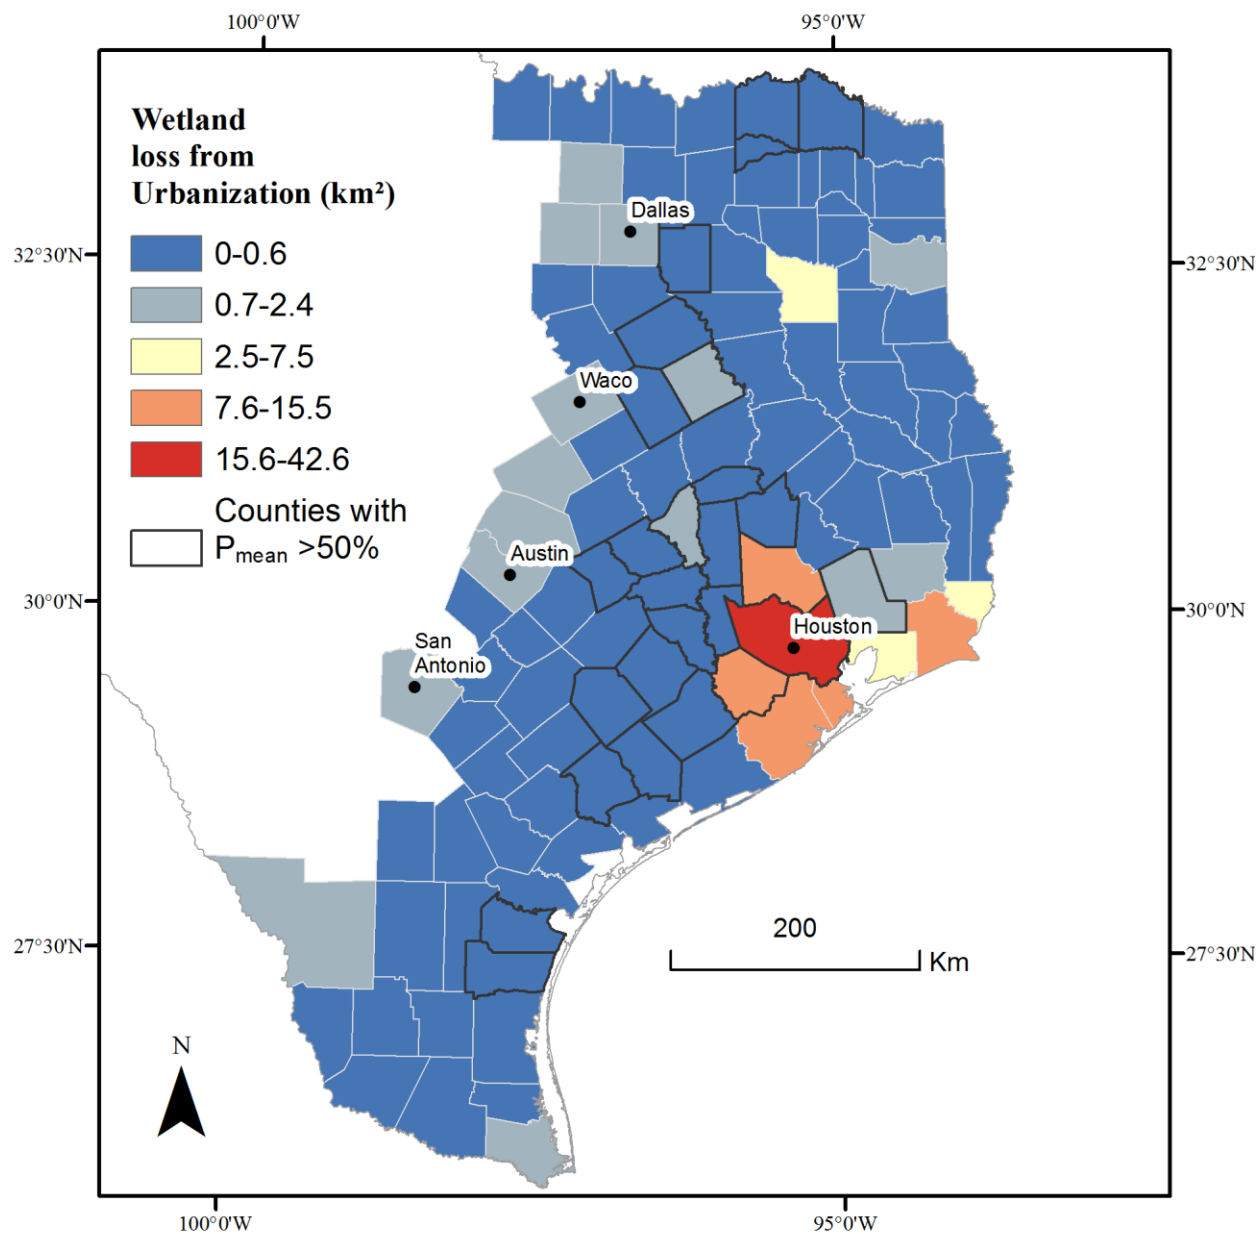 100°0'W
95°0'W
Wetland
loss from
Urbanization (km²)
0-0.6
0.7-2.4
2.5-7.5
7.6-15.5
15.6-42.6
Counties with
Pmean >50%
32°30'N
32°30'N
Dallas
Waco
Austin
30°0'N
30°0'N
Houston
San
Antonio
200
Km
27°30'N
27°30'N
N
100°0'W
95°0'W